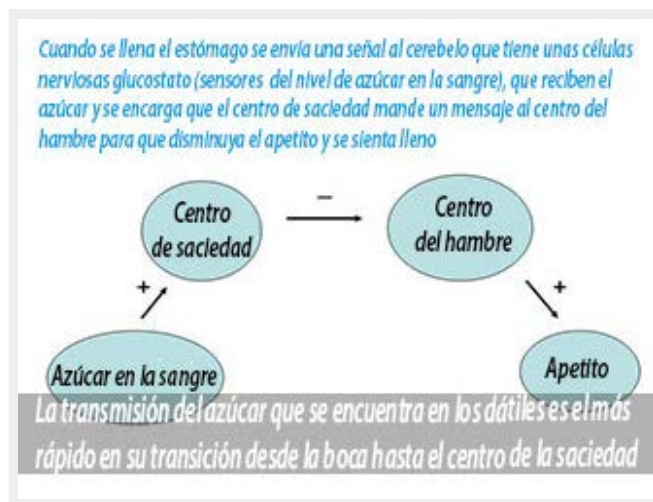 Cuando se llena el estómago se envía una señal al cerebelo que tiene unas células
nerviosas glucostato (sensores del nivel de azúcar en la sangre), que reciben el
azúcar y se encarga que el centro de saciedad mande un mensaje al centro del
hambre para que disminuya el apetito y se sienta lleno
Centro
de saciedad
−
Centro
del hambre
+
+
Azúcar en la sangre
Apetito
La transmisión del azúcar que se encuentra en los dátiles es el más
rápido en su transición desde la boca hasta el centro de la saciedad